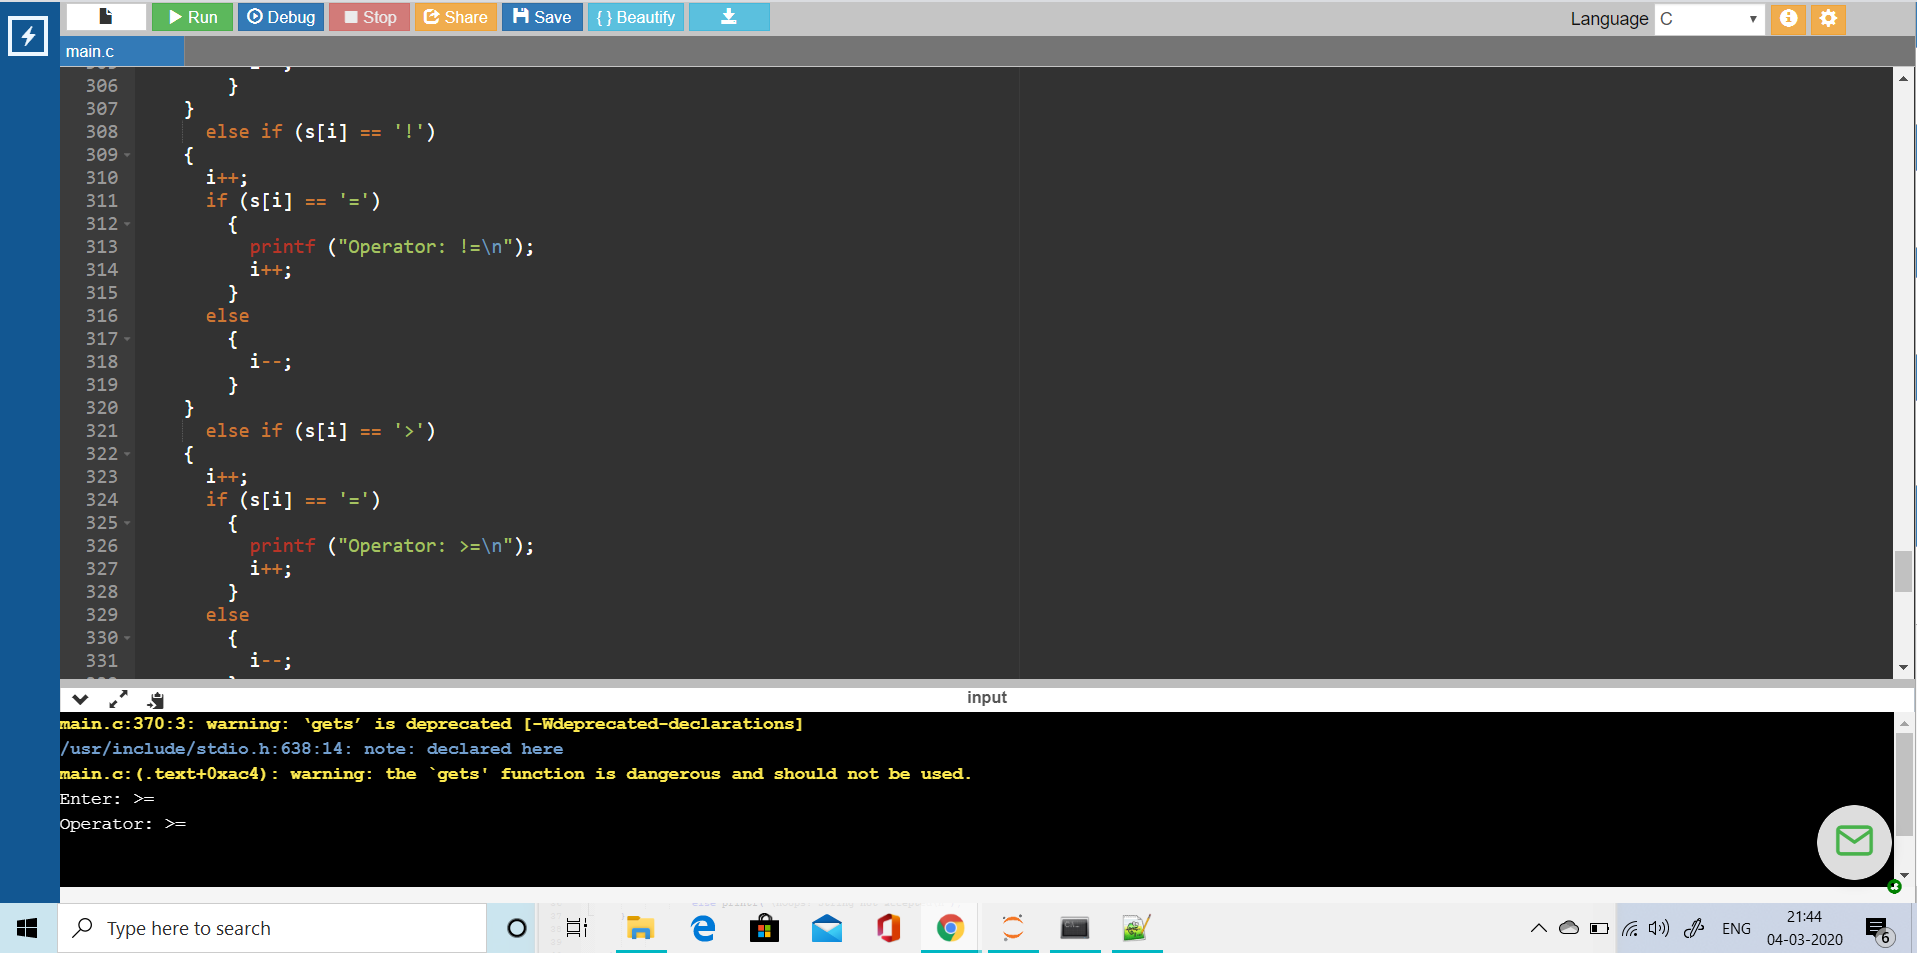 Run Debug Stop Share Save {} Beautify Language C
main.c
306 }
307 }
308 else if (s[i] == '!')
309 {
310 i++;
311 if (s[i] == '=')
312 {
313 printf ("Operator: !=\n");
314 i++;
315 }
316 else
317 {
318 i--;
319 }
320 }
321 else if (s[i] == '>')
322 {
323 i++;
324 if (s[i] == '=')
325 {
326 printf ("Operator: >=\n");
327 i++;
328 }
329 else
330 {
331 i--;
input
main.c:370:3: warning: ‘gets’ is deprecated [-Wdeprecated-declarations]
/usr/include/stdio.h:638:14: note: declared here
main.c:(.text+0xac4): warning: the `gets' function is dangerous and should not be used.
Enter: >=
Operator: >=
Type here to search
ENG
21:44
04-03-2020
6